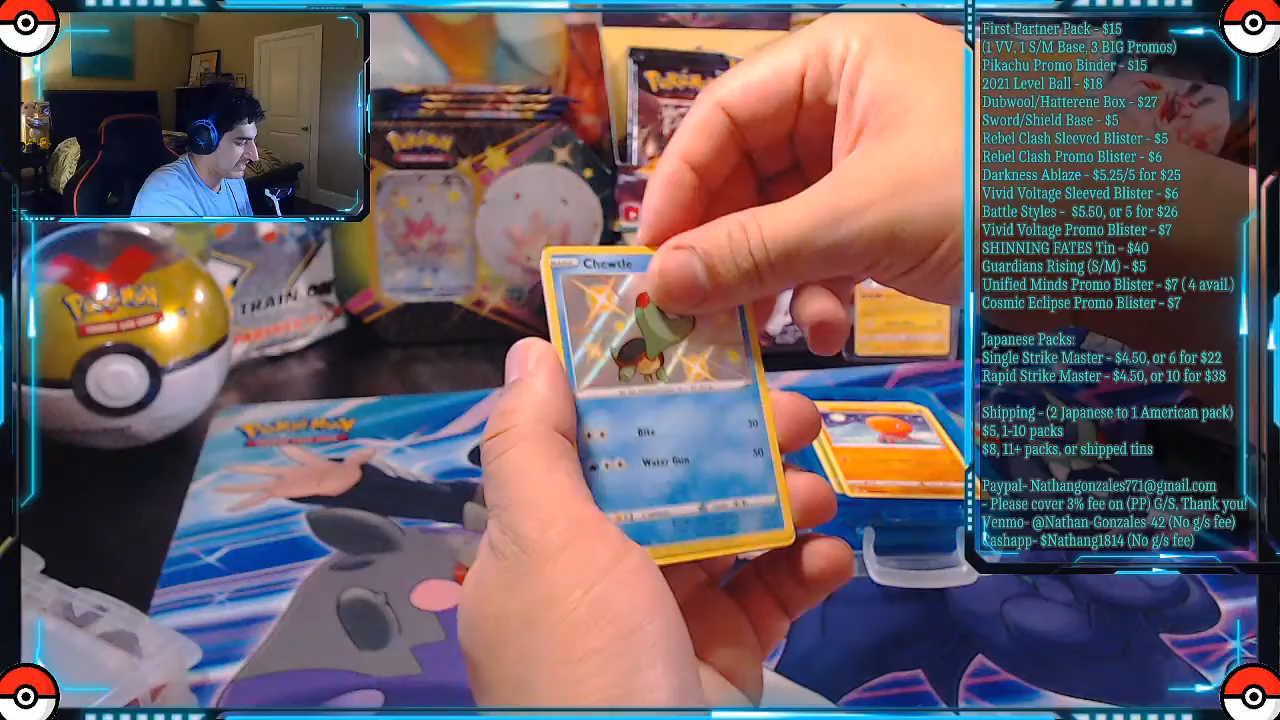 First Partner Pack - $15
(1 VV, 1 S/M Base, 3 BIG Promos)
Pikachu Promo Binder - $15
2021 Level Ball - $18
Dubwool/Hatterene Box - $27
Sword/Shield Base - $5
Rebel Clash Sleeved Blister - $5
Rebel Clash Promo Blister - $6
Darkness Ablaze - $5.25/5 for $25
Vivid Voltage Sleeved Blister - $6
Battle Styles - $5.50, or 5 for $26
Vivid Voltage Promo Blister - $7
SHINNING FATES Tin - $40
Guardians Rising (S/M) - $5
Unified Minds Promo Blister - $7 ( 4 avail.)
Cosmic Eclipse Promo Blister - $7
Japanese Packs:
Single Strike Master - $4.50, or 6 for $22
Rapid Strike Master - $4.50, or 10 for $38
Shipping - (2 Japanese to 1 American pack)
$5, 1-10 packs
$8, 11+ packs, or shipped tins
Paypal- Nathangonzales771@gmail.com
- Please cover 3% fee on (PP) G/S, Thank you!
Venmo- @Nathan-Gonzales-42 (No g/s fee)
Cashapp- $Nathang1814 (No g/s fee)
POKéMON
POKéMON
POKéMON
POKéMON
TRAIN ON
BASIC Chewtle
Bite 30
Water Gun 50